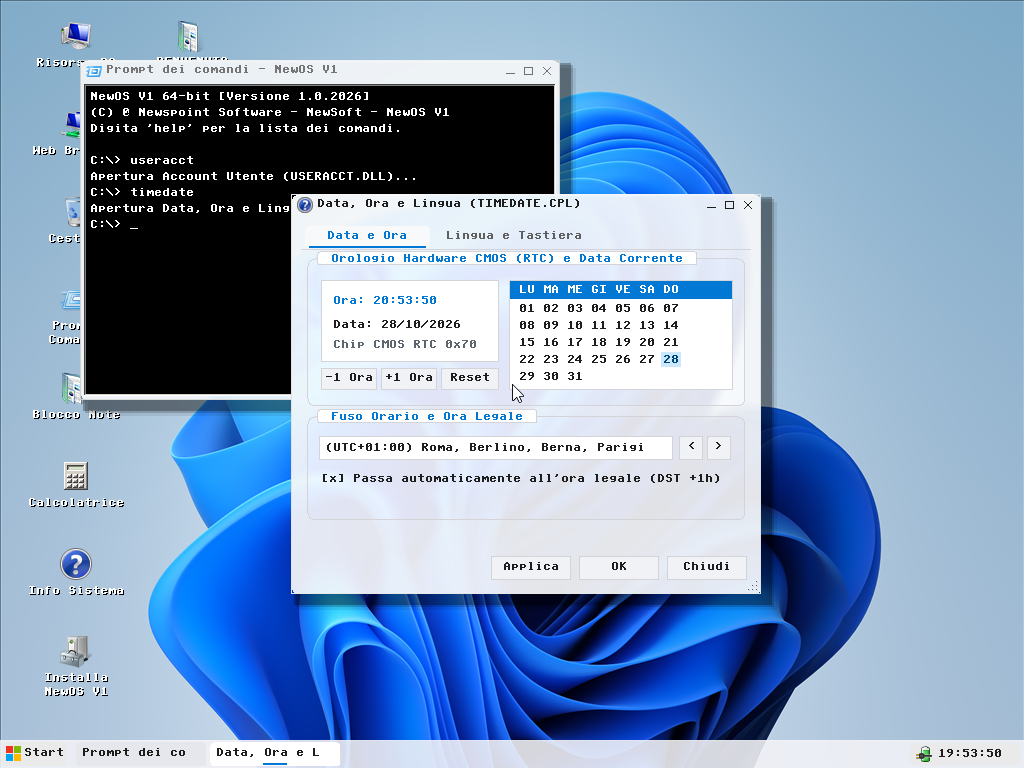 Prompt dei comandi - NewOS V1
NewOS V1 64-bit [Versione 1.0.2026]
(C) @ Newspoint Software - NewSoft - NewOS V1
Digita 'help' per la lista dei comandi.
C:\> useracct
Apertura Account Utente (USERACCT.DLL)...
C:\> timedate
Apertura Data, Ora e Ling
C:\> _
Data, Ora e Lingua (TIMEDATE.CPL)
Data e Ora
Lingua e Tastiera
Orologio Hardware CMOS (RTC) e Data Corrente
Ora: 20:53:50
Data: 28/10/2026
Chip CMOS RTC 0x70
-1 Ora
+1 Ora
Reset
LU MA ME GI VE SA DO
01 02 03 04 05 06 07
08 09 10 11 12 13 14
15 16 17 18 19 20 21
22 23 24 25 26 27 28
29 30 31
Fuso Orario e Ora Legale
(UTC+01:00) Roma, Berlino, Berna, Parigi
<
>
[x] Passa automaticamente all'ora legale (DST +1h)
Applica
OK
Chiudi
Web Br
Cest
Blocco Note
Calcolatrice
Info Sistema
Installa
NewOS V1
Start
Prompt dei co
Data, Ora e L
19:53:50